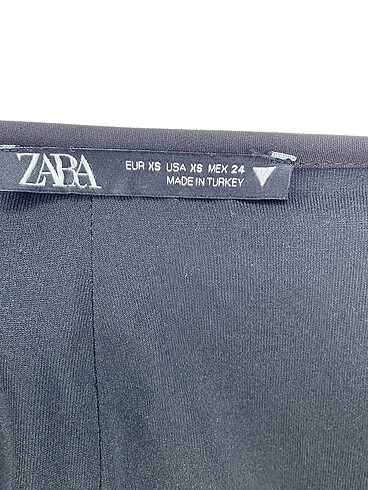 ZARA
EUR XS USA XS MEX 24
MADE IN TURKEY